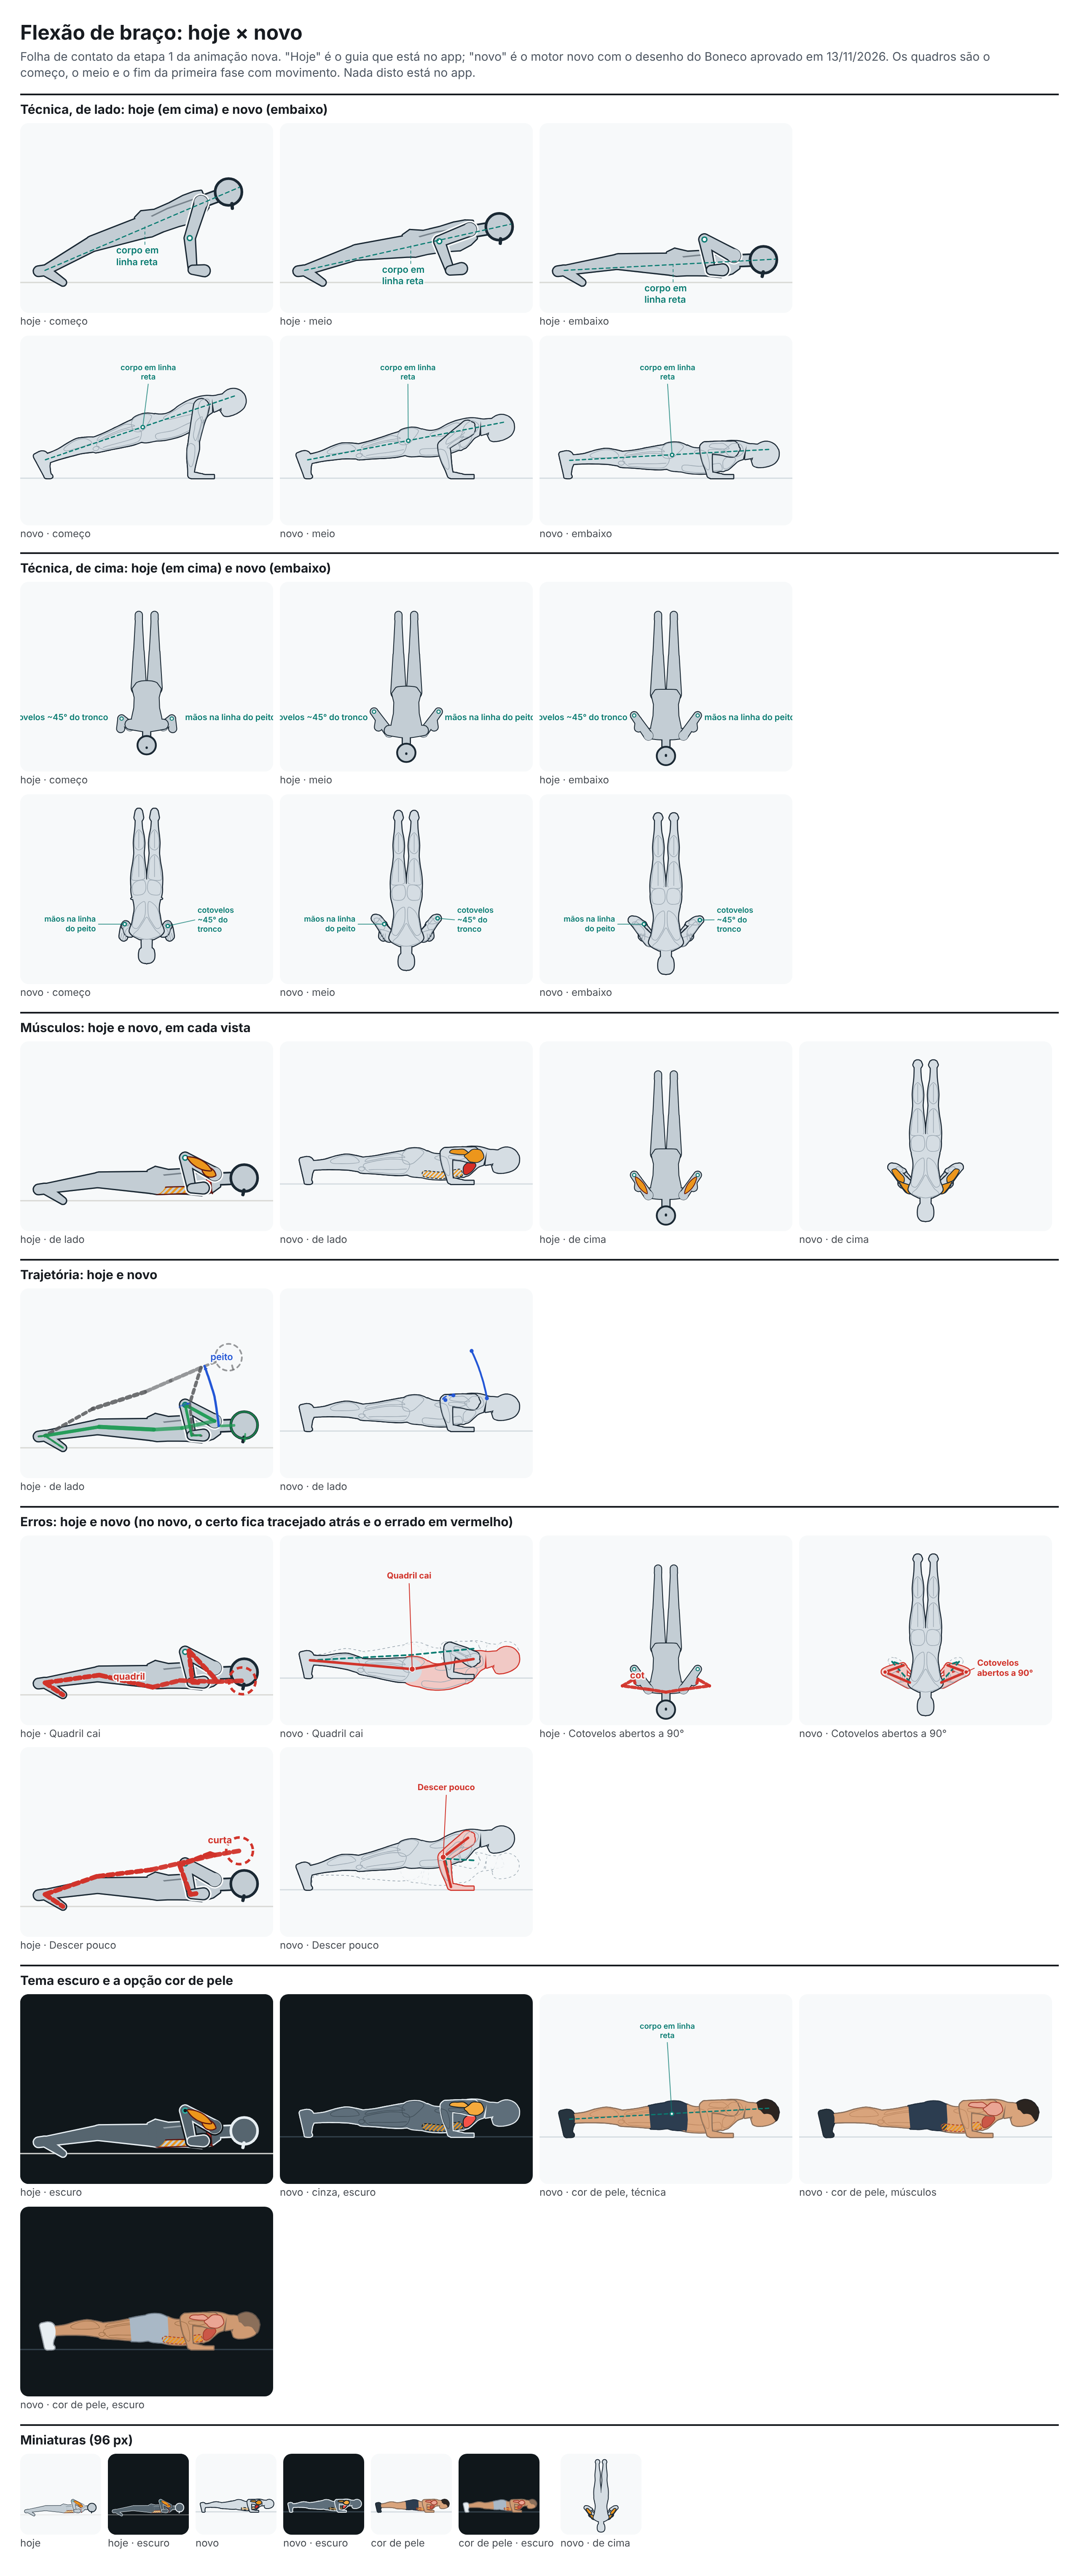 Flexão de braço: hoje × novo
Folha de contato da etapa 1 da animação nova. "Hoje" é o guia que está no app; "novo" é o motor novo com o desenho do Boneco aprovado em 13/11/2026. Os quadros são o
começo, o meio e o fim da primeira fase com movimento. Nada disto está no app.
Técnica, de lado: hoje (em cima) e novo (embaixo)
corpo em
linha reta
corpo em
linha reta
corpo em
linha reta
hoje · começo
hoje · meio
hoje · embaixo
corpo em linha
reta
corpo em linha
reta
corpo em linha
reta
novo · começo
novo · meio
novo · embaixo
Técnica, de cima: hoje (em cima) e novo (embaixo)
ovelos ~45° do tronco
mãos na linha do peito
ovelos ~45° do tronco
mãos na linha do peito
ovelos ~45° do tronco
mãos na linha do peito
hoje · começo
hoje · meio
hoje · embaixo
mãos na linha
do peito
cotovelos
~45° do
tronco
mãos na linha
do peito
cotovelos
~45° do
tronco
mãos na linha
do peito
cotovelos
~45° do
tronco
novo · começo
novo · meio
novo · embaixo
Músculos: hoje e novo, em cada vista
hoje · de lado
novo · de lado
hoje · de cima
novo · de cima
Trajetória: hoje e novo
peito
hoje · de lado
novo · de lado
Erros: hoje e novo (no novo, o certo fica tracejado atrás e o errado em vermelho)
quadril
Quadril cai
cot
Cotovelos
abertos a 90°
hoje · Quadril cai
novo · Quadril cai
hoje · Cotovelos abertos a 90°
novo · Cotovelos abertos a 90°
curta
Descer pouco
hoje · Descer pouco
novo · Descer pouco
Tema escuro e a opção cor de pele
corpo em linha
reta
hoje · escuro
novo · cinza, escuro
novo · cor de pele, técnica
novo · cor de pele, músculos
novo · cor de pele, escuro
Miniaturas (96 px)
hoje
hoje · escuro
novo
novo · escuro
cor de pele
cor de pele · escuro
novo · de cima